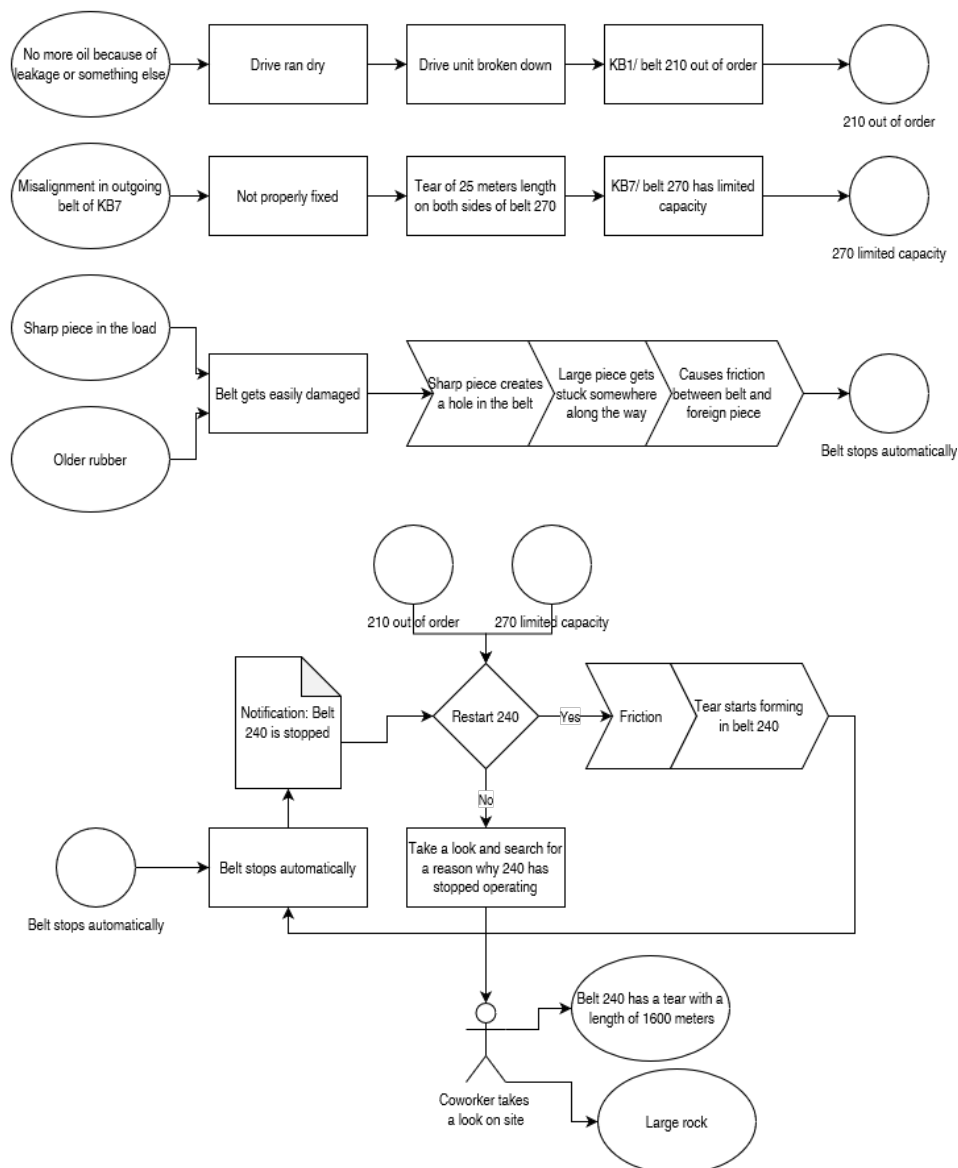 No more oil because of
leakage or something else
Drive ran dry
Drive unit broken down
KB1/ belt 210 out of order
210 out of order
Misalignment in outgoing
belt of KB7
Not properly fixed
Tear of 25 meters length
on both sides of belt 270
KB7/ belt 270 has limited
capacity
270 limited capacity
Sharp piece in the load
Older rubber
Belt gets easily damaged
Sharp piece creates
a hole in the belt
Large piece gets
stuck somewhere
along the way
Causes friction
between belt and
foreign piece
Belt stops automatically
210 out of order
270 limited capacity
Notification: Belt
240 is stopped
Restart 240
Yes
Friction
Tear starts forming
in belt 240
No
Belt stops automatically
Belt stops automatically
Take a look and search for
a reason why 240 has
stopped operating
Belt 240 has a tear with a
length of 1600 meters
Coworker takes
a look on site
Large rock